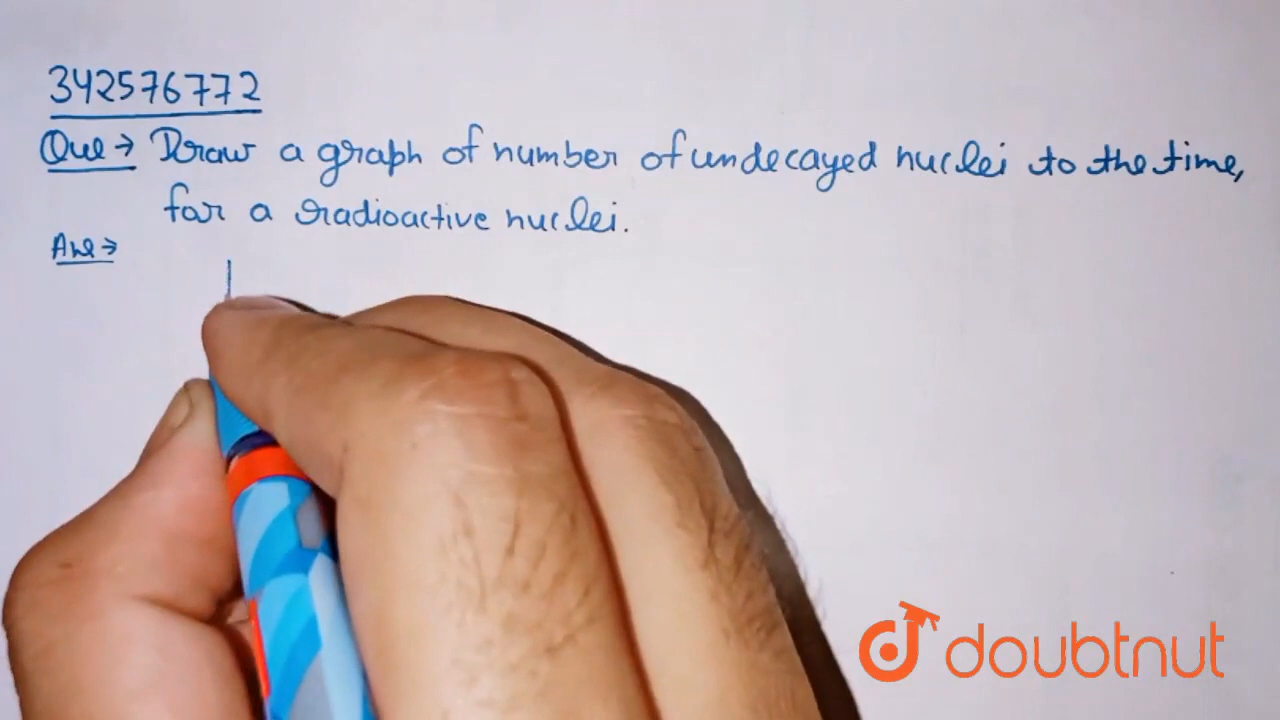 342576772
Que → Draw a graph of number of undecayed nuclei to the time,
for a radioactive nuclei.
Ans →
doubtnut